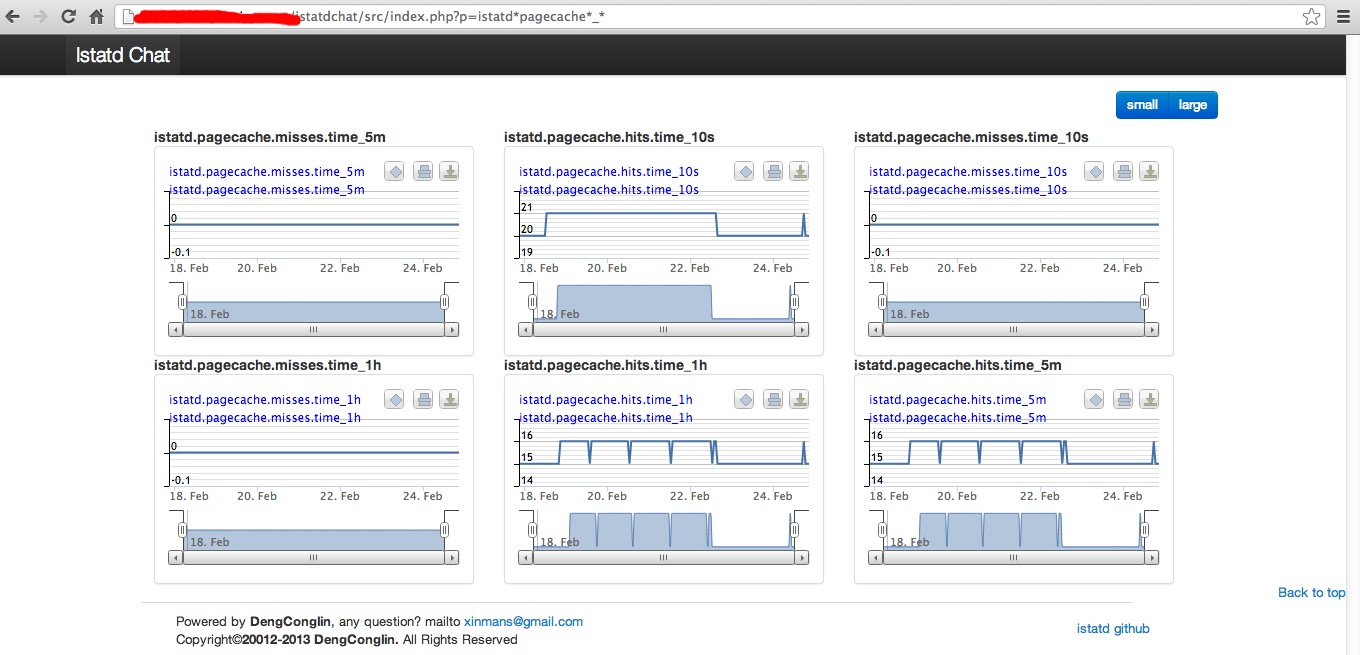 istatdchat/src/index.php?p=istatd*pagecache*_*
Istatd Chat
small large
istatd.pagecache.misses.time_5m
istatd.pagecache.misses.time_5m
istatd.pagecache.misses.time_5m
0
-0.1
18. Feb 20. Feb 22. Feb 24. Feb
18. Feb
istatd.pagecache.hits.time_10s
istatd.pagecache.hits.time_10s
istatd.pagecache.hits.time_10s
21
20
19
18. Feb 20. Feb 22. Feb 24. Feb
18. Feb
istatd.pagecache.misses.time_10s
istatd.pagecache.misses.time_10s
istatd.pagecache.misses.time_10s
0
-0.1
18. Feb 20. Feb 22. Feb 24. Feb
18. Feb
istatd.pagecache.misses.time_1h
istatd.pagecache.misses.time_1h
istatd.pagecache.misses.time_1h
0
-0.1
18. Feb 20. Feb 22. Feb 24. Feb
18. Feb
istatd.pagecache.hits.time_1h
istatd.pagecache.hits.time_1h
istatd.pagecache.hits.time_1h
16
15
14
18. Feb 20. Feb 22. Feb 24. Feb
18. Feb
istatd.pagecache.hits.time_5m
istatd.pagecache.hits.time_5m
istatd.pagecache.hits.time_5m
16
15
14
18. Feb 20. Feb 22. Feb 24. Feb
18. Feb
Back to top
Powered by DengConglin, any question? mailto xinmans@gmail.com
Copyright©20012-2013 DengConglin. All Rights Reserved
istatd github